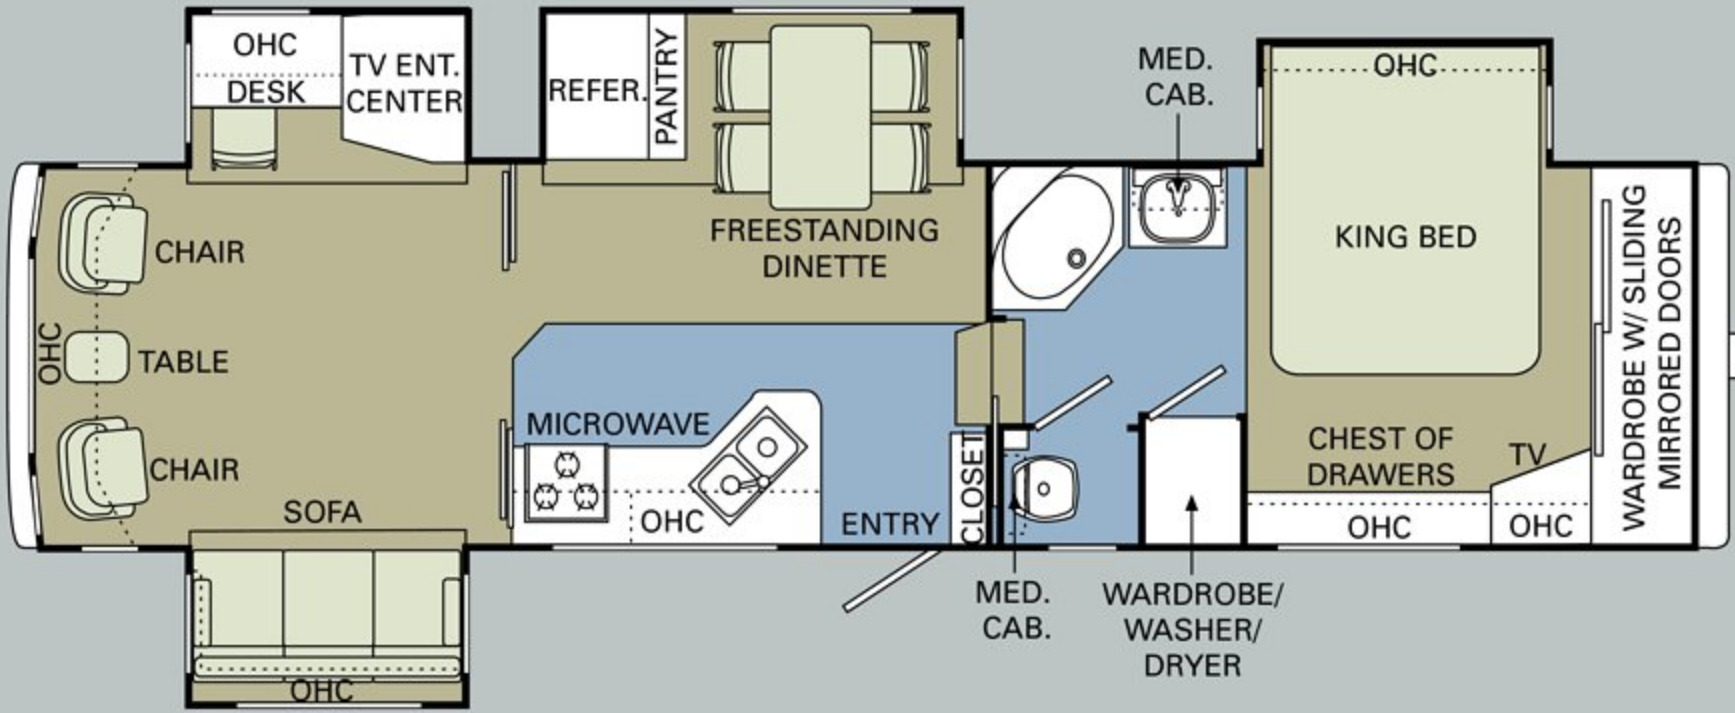 OHC
DESK
TV ENT.
CENTER
REFER.
PANTRY
MED.
CAB.
OHC
CHAIR
FREESTANDING
DINETTE
KING BED
WARDROBE W/ SLIDING
MIRRORED DOORS
OHC
TABLE
CHAIR
MICROWAVE
CHEST OF
DRAWERS
TV
SOFA
OHC
ENTRY
CLOSET
OHC
OHC
MED.
CAB.
WARDROBE/
WASHER/
DRYER
OHC